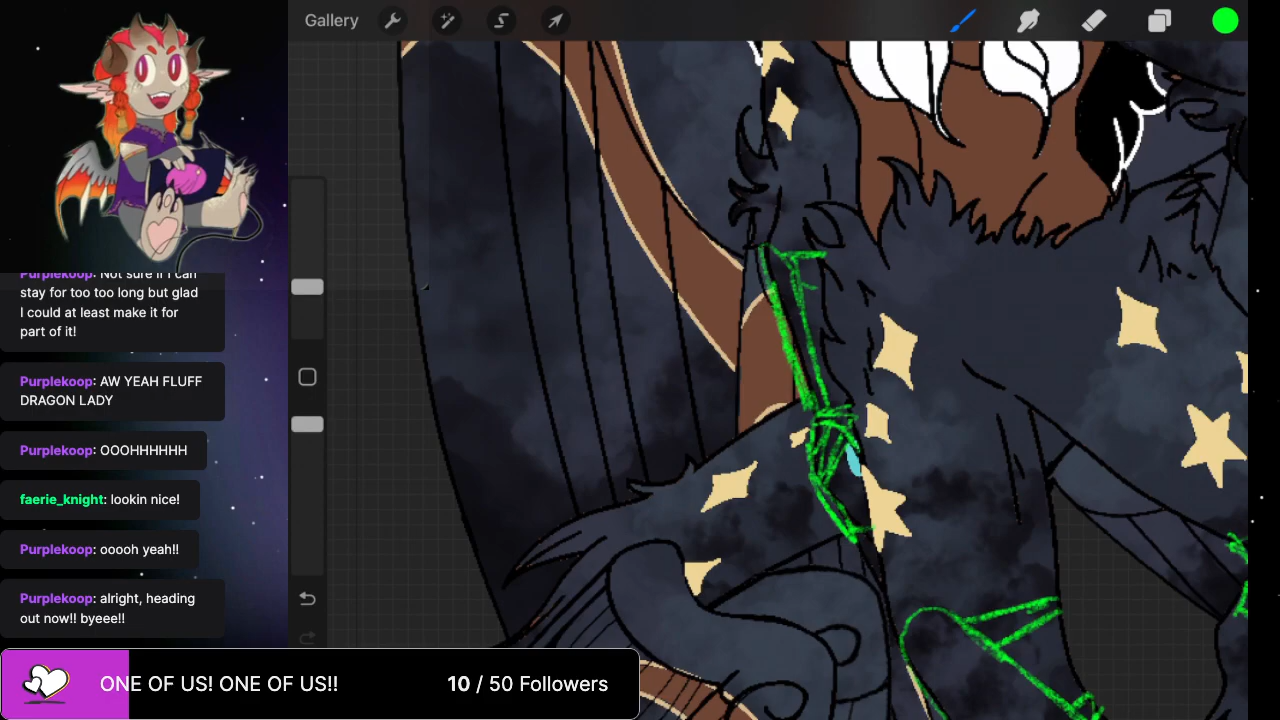 Gallery
Purplekoop: Not sure if I can
stay for too too long but glad
I could at least make it for
part of it!
Purplekoop: AW YEAH FLUFF
DRAGON LADY
Purplekoop: OOOHHHHHH
faerie_knight: lookin nice!
Purplekoop: ooooh yeah!!
Purplekoop: alright, heading
out now!! byeee!!
ONE OF US! ONE OF US!!
10 / 50 Followers